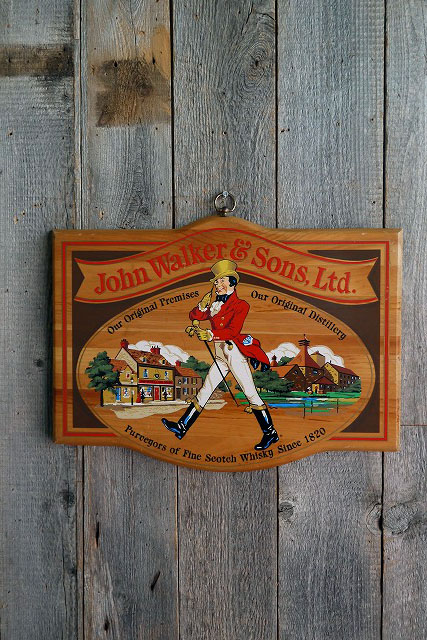 John Walker & Sons, Ltd.
Our Original Premises
Our Original Distillery
Purveyors of Fine Scotch Whisky Since 1820